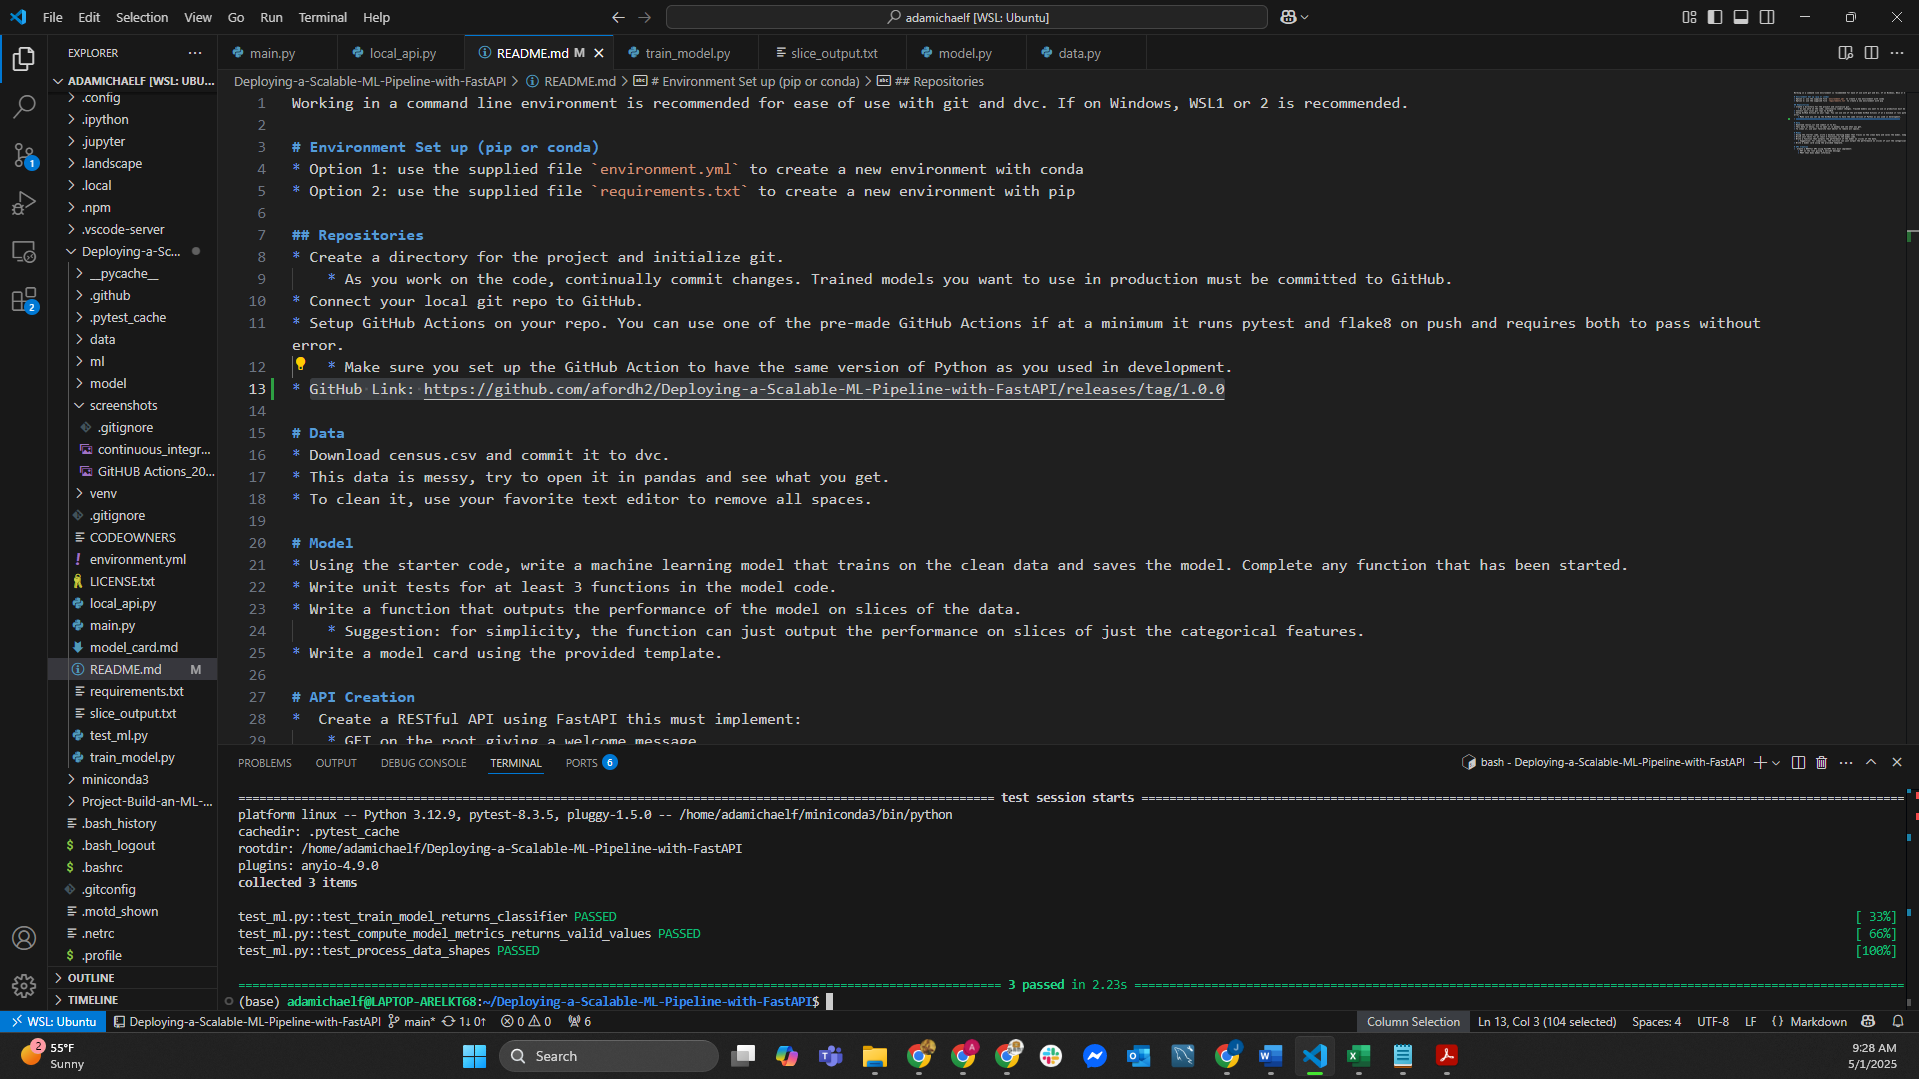 File Edit Selection View Go Run Terminal Help
adamichaelf [WSL: Ubuntu]
EXPLORER
ADAMICHAELF [WSL: UBU...
.config
.ipython
.jupyter
.landscape
.local
.npm
.vscode-server
Deploying-a-Sc...
__pycache__
.github
.pytest_cache
data
ml
model
screenshots
.gitignore
continuous_integr...
GitHUB Actions_20...
venv
.gitignore
CODEOWNERS
environment.yml
LICENSE.txt
local_api.py
main.py
model_card.md
README.md M
requirements.txt
slice_output.txt
test_ml.py
train_model.py
miniconda3
Project-Build-an-ML-...
.bash_history
.bash_logout
.bashrc
.gitconfig
.motd_shown
.netrc
.profile
OUTLINE
TIMELINE
1
2
main.py local_api.py README.md M train_model.py slice_output.txt model.py data.py
Deploying-a-Scalable-ML-Pipeline-with-FastAPI > README.md > # Environment Set up (pip or conda) > ## Repositories
1 Working in a command line environment is recommended for ease of use with git and dvc. If on Windows, WSL1 or 2 is recommended.
2
3 # Environment Set up (pip or conda)
4 * Option 1: use the supplied file `environment.yml` to create a new environment with conda
5 * Option 2: use the supplied file `requirements.txt` to create a new environment with pip
6
7 ## Repositories
8 * Create a directory for the project and initialize git.
9 * As you work on the code, continually commit changes. Trained models you want to use in production must be committed to GitHub.
10 * Connect your local git repo to GitHub.
11 * Setup GitHub Actions on your repo. You can use one of the pre-made GitHub Actions if at a minimum it runs pytest and flake8 on push and requires both to pass without
error.
12 * Make sure you set up the GitHub Action to have the same version of Python as you used in development.
13 * GitHub Link: https://github.com/afordh2/Deploying-a-Scalable-ML-Pipeline-with-FastAPI/releases/tag/1.0.0
14
15 # Data
16 * Download census.csv and commit it to dvc.
17 * This data is messy, try to open it in pandas and see what you get.
18 * To clean it, use your favorite text editor to remove all spaces.
19
20 # Model
21 * Using the starter code, write a machine learning model that trains on the clean data and saves the model. Complete any function that has been started.
22 * Write unit tests for at least 3 functions in the model code.
23 * Write a function that outputs the performance of the model on slices of the data.
24 * Suggestion: for simplicity, the function can just output the performance on slices of just the categorical features.
25 * Write a model card using the provided template.
26
27 # API Creation
28 * Create a RESTful API using FastAPI this must implement:
29 * GET on the root giving a welcome message
PROBLEMS OUTPUT DEBUG CONSOLE TERMINAL PORTS 6
bash - Deploying-a-Scalable-ML-Pipeline-with-FastAPI
test session starts
platform linux -- Python 3.12.9, pytest-8.3.5, pluggy-1.5.0 -- /home/adamichaelf/miniconda3/bin/python
cachedir: .pytest_cache
rootdir: /home/adamichaelf/Deploying-a-Scalable-ML-Pipeline-with-FastAPI
plugins: anyio-4.9.0
collected 3 items
test_ml.py::test_train_model_returns_classifier PASSED [ 33%]
test_ml.py::test_compute_model_metrics_returns_valid_values PASSED [ 66%]
test_ml.py::test_process_data_shapes PASSED [100%]
3 passed in 2.23s
(base) adamichaelf@LAPTOP-ARELKT68:~/Deploying-a-Scalable-ML-Pipeline-with-FastAPI$
WSL: Ubuntu Deploying-a-Scalable-ML-Pipeline-with-FastAPI main* 1↓ 0↑ 0 0 6
Column Selection Ln 13, Col 3 (104 selected) Spaces: 4 UTF-8 LF {} Markdown
2
55°F
Sunny
Search
9:28 AM
5/1/2025